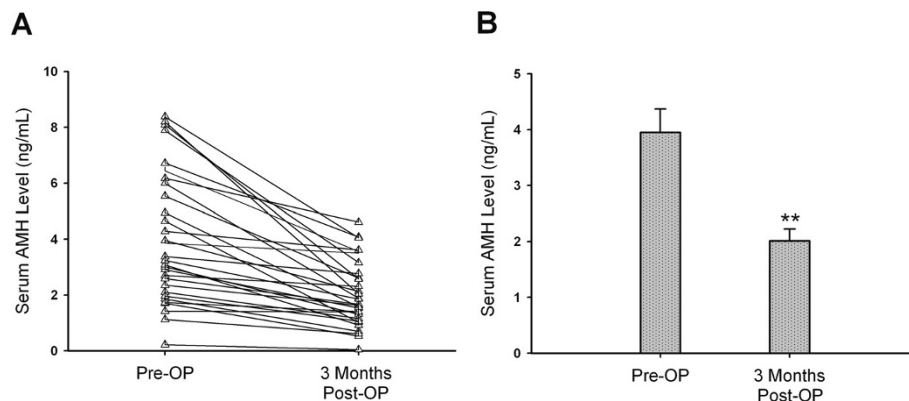 A
Serum AMH Level (ng/mL)
10
8
6
4
2
0
Pre-OP
3 Months
Post-OP
B
Serum AMH Level (ng/mL)
5
4
3
2
1
0
**
Pre-OP
3 Months
Post-OP